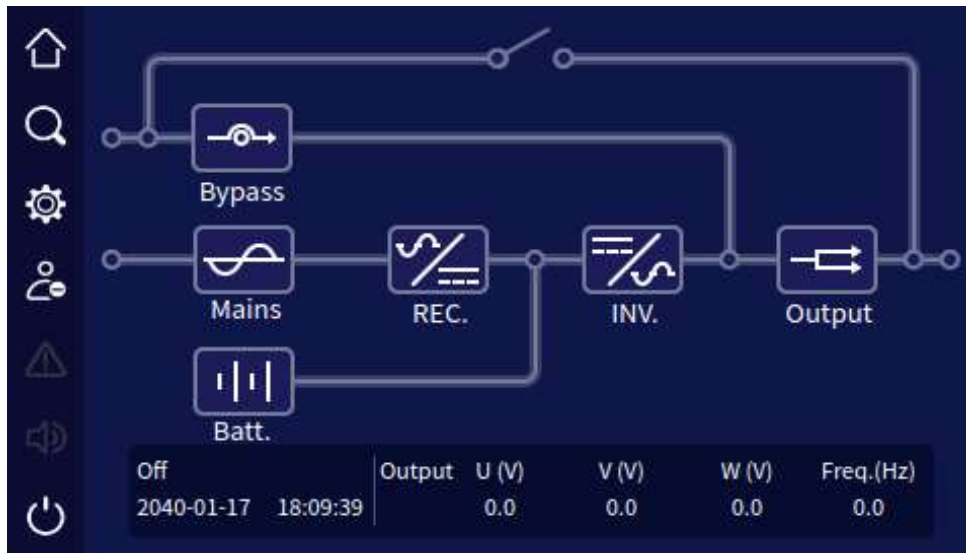 Bypass
Mains
REC.
INV.
Output
Batt.
Off
Output U (V) V (V) W (V) Freq.(Hz)
2040-01-17 18:09:39 0.0 0.0 0.0 0.0